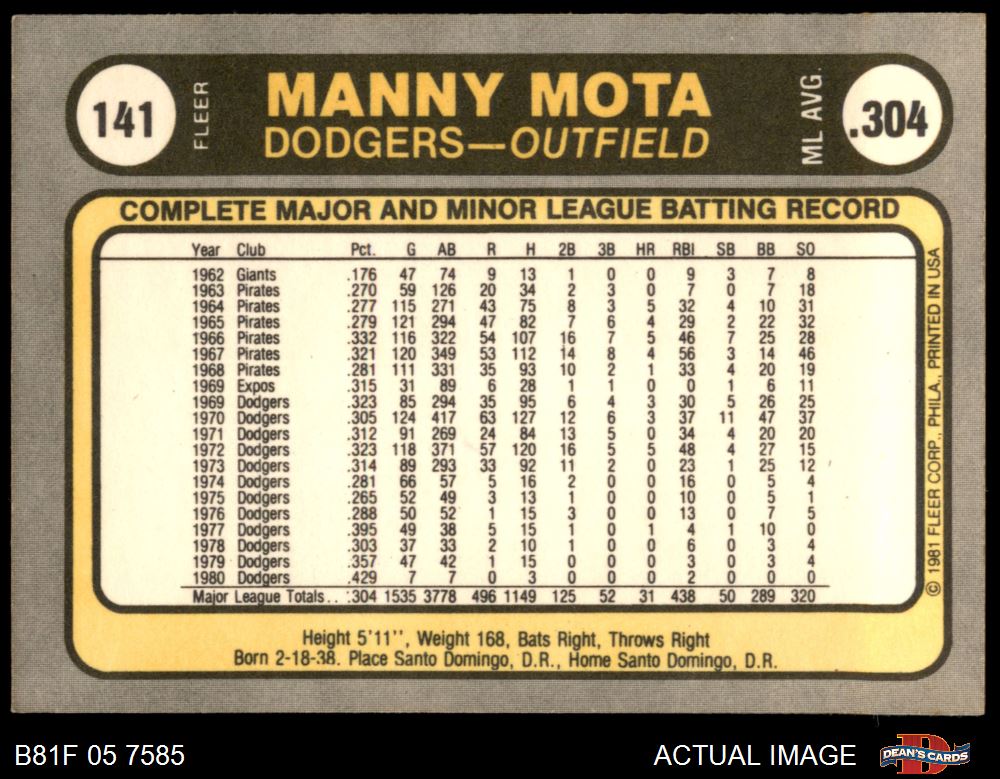 141 FLEER MANNY MOTA ML AVG. .304
DODGERS—OUTFIELD
COMPLETE MAJOR AND MINOR LEAGUE BATTING RECORD
Year Club Pct. G AB R H 2B 3B HR RBI SB BB SO
1962 Giants .176 47 74 9 13 1 0 0 9 3 7 8
1963 Pirates .270 59 126 20 34 2 3 0 7 0 7 18
1964 Pirates .277 115 271 43 75 8 3 5 32 4 10 31
1965 Pirates .279 121 294 47 82 7 6 4 29 2 22 32
1966 Pirates .332 116 322 54 107 16 7 5 46 7 25 28
1967 Pirates .321 120 349 53 112 14 8 4 56 3 14 46
1968 Pirates .281 111 331 35 93 10 2 1 33 4 20 19
1969 Expos .315 31 89 6 28 1 1 0 0 1 6 11
1969 Dodgers .323 85 294 35 95 6 4 3 30 5 26 25
1970 Dodgers .305 124 417 63 127 12 6 3 37 11 47 37
1971 Dodgers .312 91 269 24 84 13 5 0 34 4 20 20
1972 Dodgers .323 118 371 57 120 16 5 5 48 4 27 15
1973 Dodgers .314 89 293 33 92 11 2 0 23 1 25 12
1974 Dodgers .281 66 57 5 16 2 0 0 16 0 5 4
1975 Dodgers .265 52 49 3 13 1 0 0 10 0 5 1
1976 Dodgers .288 50 52 1 15 3 0 0 13 0 7 5
1977 Dodgers .395 49 38 5 15 1 0 1 4 1 10 0
1978 Dodgers .303 37 33 2 10 1 0 0 6 0 3 4
1979 Dodgers .357 47 42 1 15 0 0 0 3 0 3 4
1980 Dodgers .429 7 7 0 3 0 0 0 2 0 0 0
Major League Totals.. .304 1535 3778 496 1149 125 52 31 438 50 289 320
Height 5'11'', Weight 168, Bats Right, Throws Right
Born 2-18-38. Place Santo Domingo, D.R., Home Santo Domingo, D.R.
© 1981 FLEER CORP., PHILA., PRINTED IN USA
B81F 05 7585 ACTUAL IMAGE DEAN'S CARDS